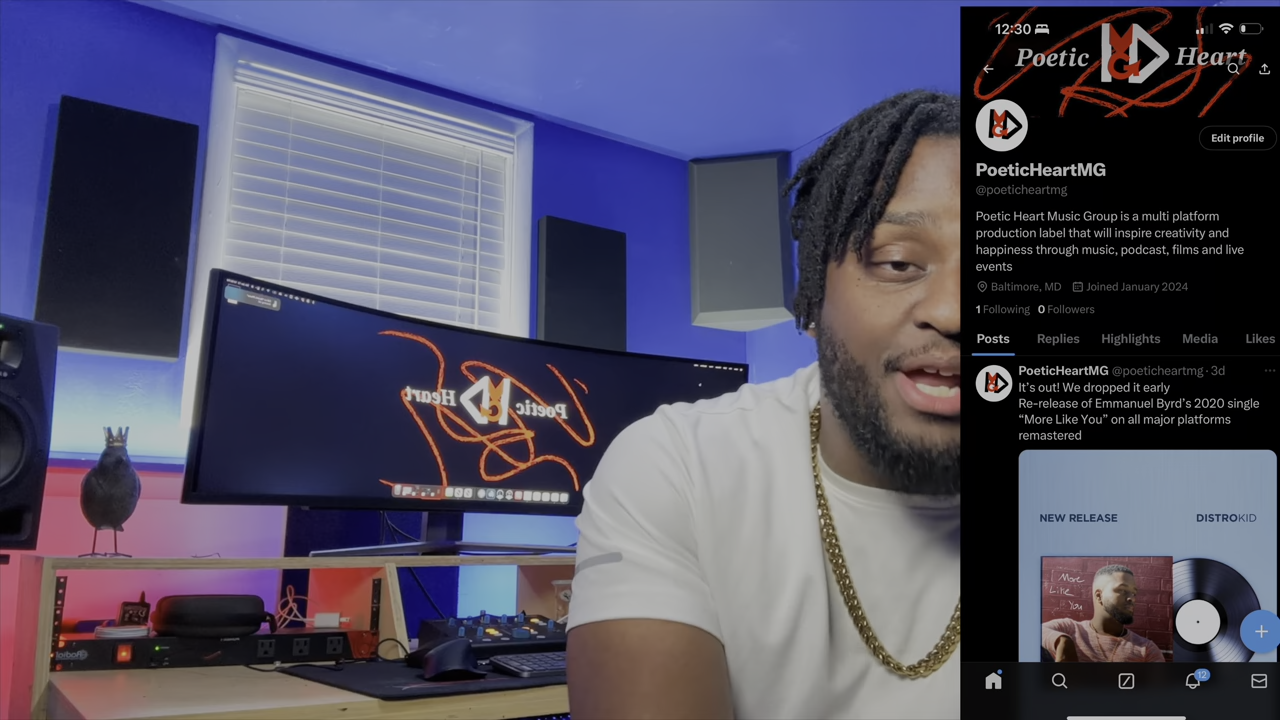 12:30
Poetic MG Heart
Edit profile
PoeticHeartMG
@poeticheartmg
Poetic Heart Music Group is a multi platform
production label that will inspire creativity and
happiness through music, podcast, films and live
events
Baltimore, MD Joined January 2024
1 Following 0 Followers
Posts Replies Highlights Media Likes
PoeticHeartMG @poeticheartmg · 3d
It's out! We dropped it early
Re-release of Emmanuel Byrd's 2020 single
“More Like You” on all major platforms
remastered
NEW RELEASE DISTROKID
More
Like
You
12
Poetic MG Heart